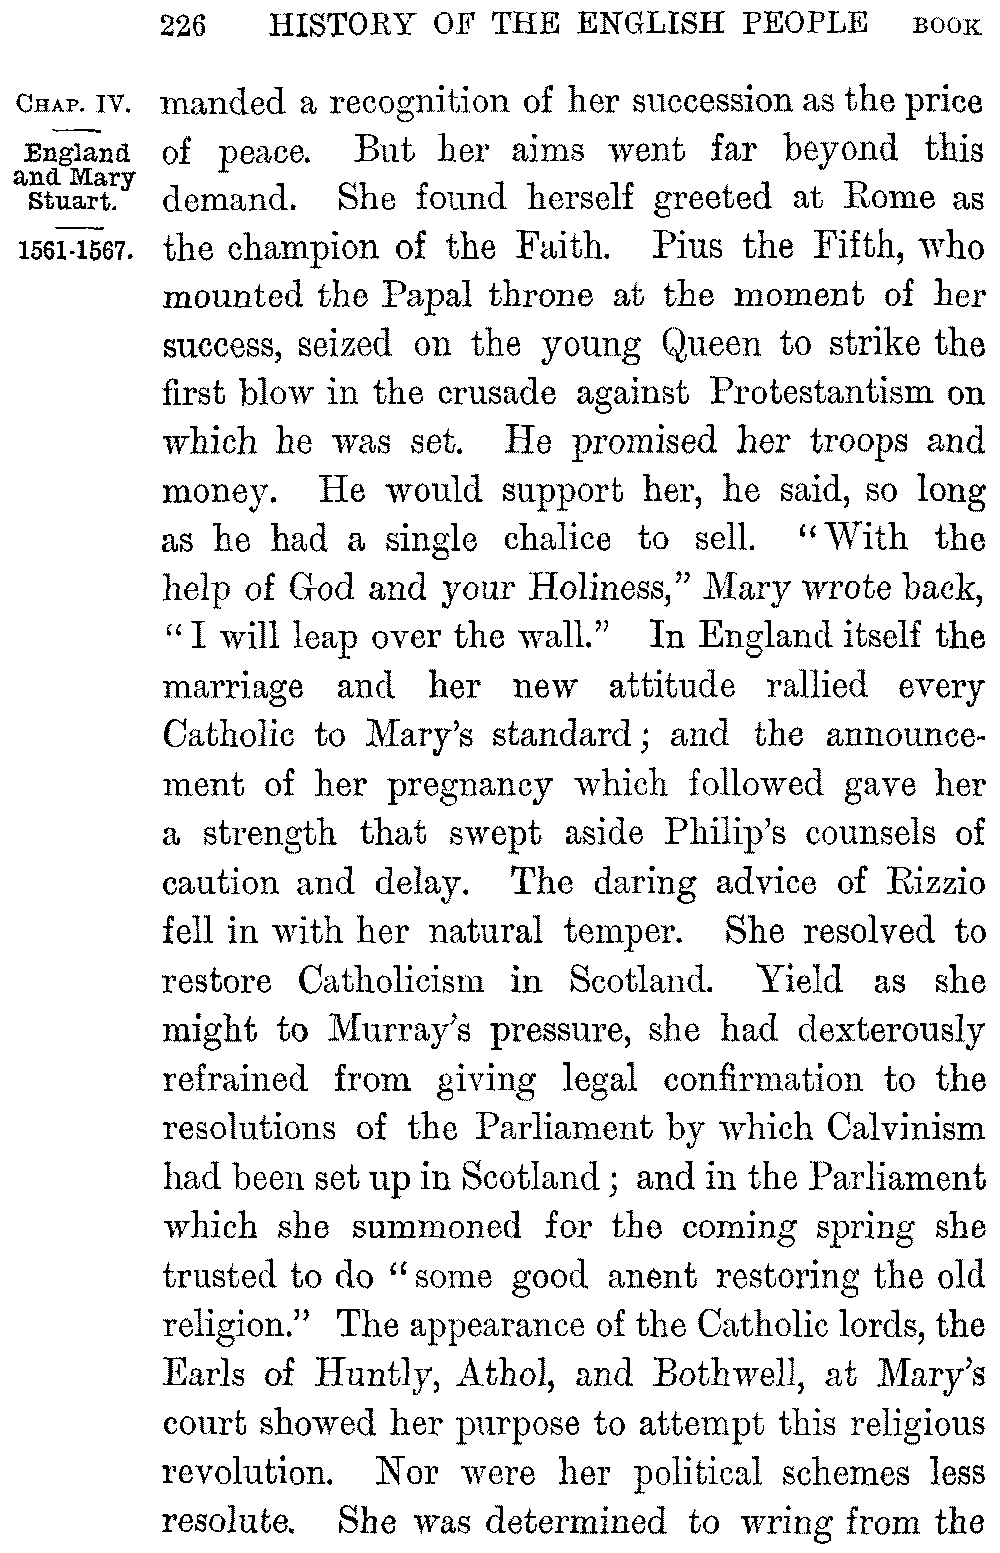 226 HISTORY OF THE ENGLISH PEOPLE BOOK
CHAP. IV.
England
and Mary
Stuart.
1561-1567.
manded a recognition of her succession as the price
of peace. But her aims went far beyond this
demand. She found herself greeted at Rome as
the champion of the Faith. Pius the Fifth, who
mounted the Papal throne at the moment of her
success, seized on the young Queen to strike the
first blow in the crusade against Protestantism on
which he was set. He promised her troops and
money. He would support her, he said, so long
as he had a single chalice to sell. "With the
help of God and your Holiness," Mary wrote back,
"I will leap over the wall." In England itself the
marriage and her new attitude rallied every
Catholic to Mary's standard; and the announce-
ment of her pregnancy which followed gave her
a strength that swept aside Philip's counsels of
caution and delay. The daring advice of Rizzio
fell in with her natural temper. She resolved to
restore Catholicism in Scotland. Yield as she
might to Murray's pressure, she had dexterously
refrained from giving legal confirmation to the
resolutions of the Parliament by which Calvinism
had been set up in Scotland; and in the Parliament
which she summoned for the coming spring she
trusted to do "some good anent restoring the old
religion." The appearance of the Catholic lords, the
Earls of Huntly, Athol, and Bothwell, at Mary's
court showed her purpose to attempt this religious
revolution. Nor were her political schemes less
resolute. She was determined to wring from the